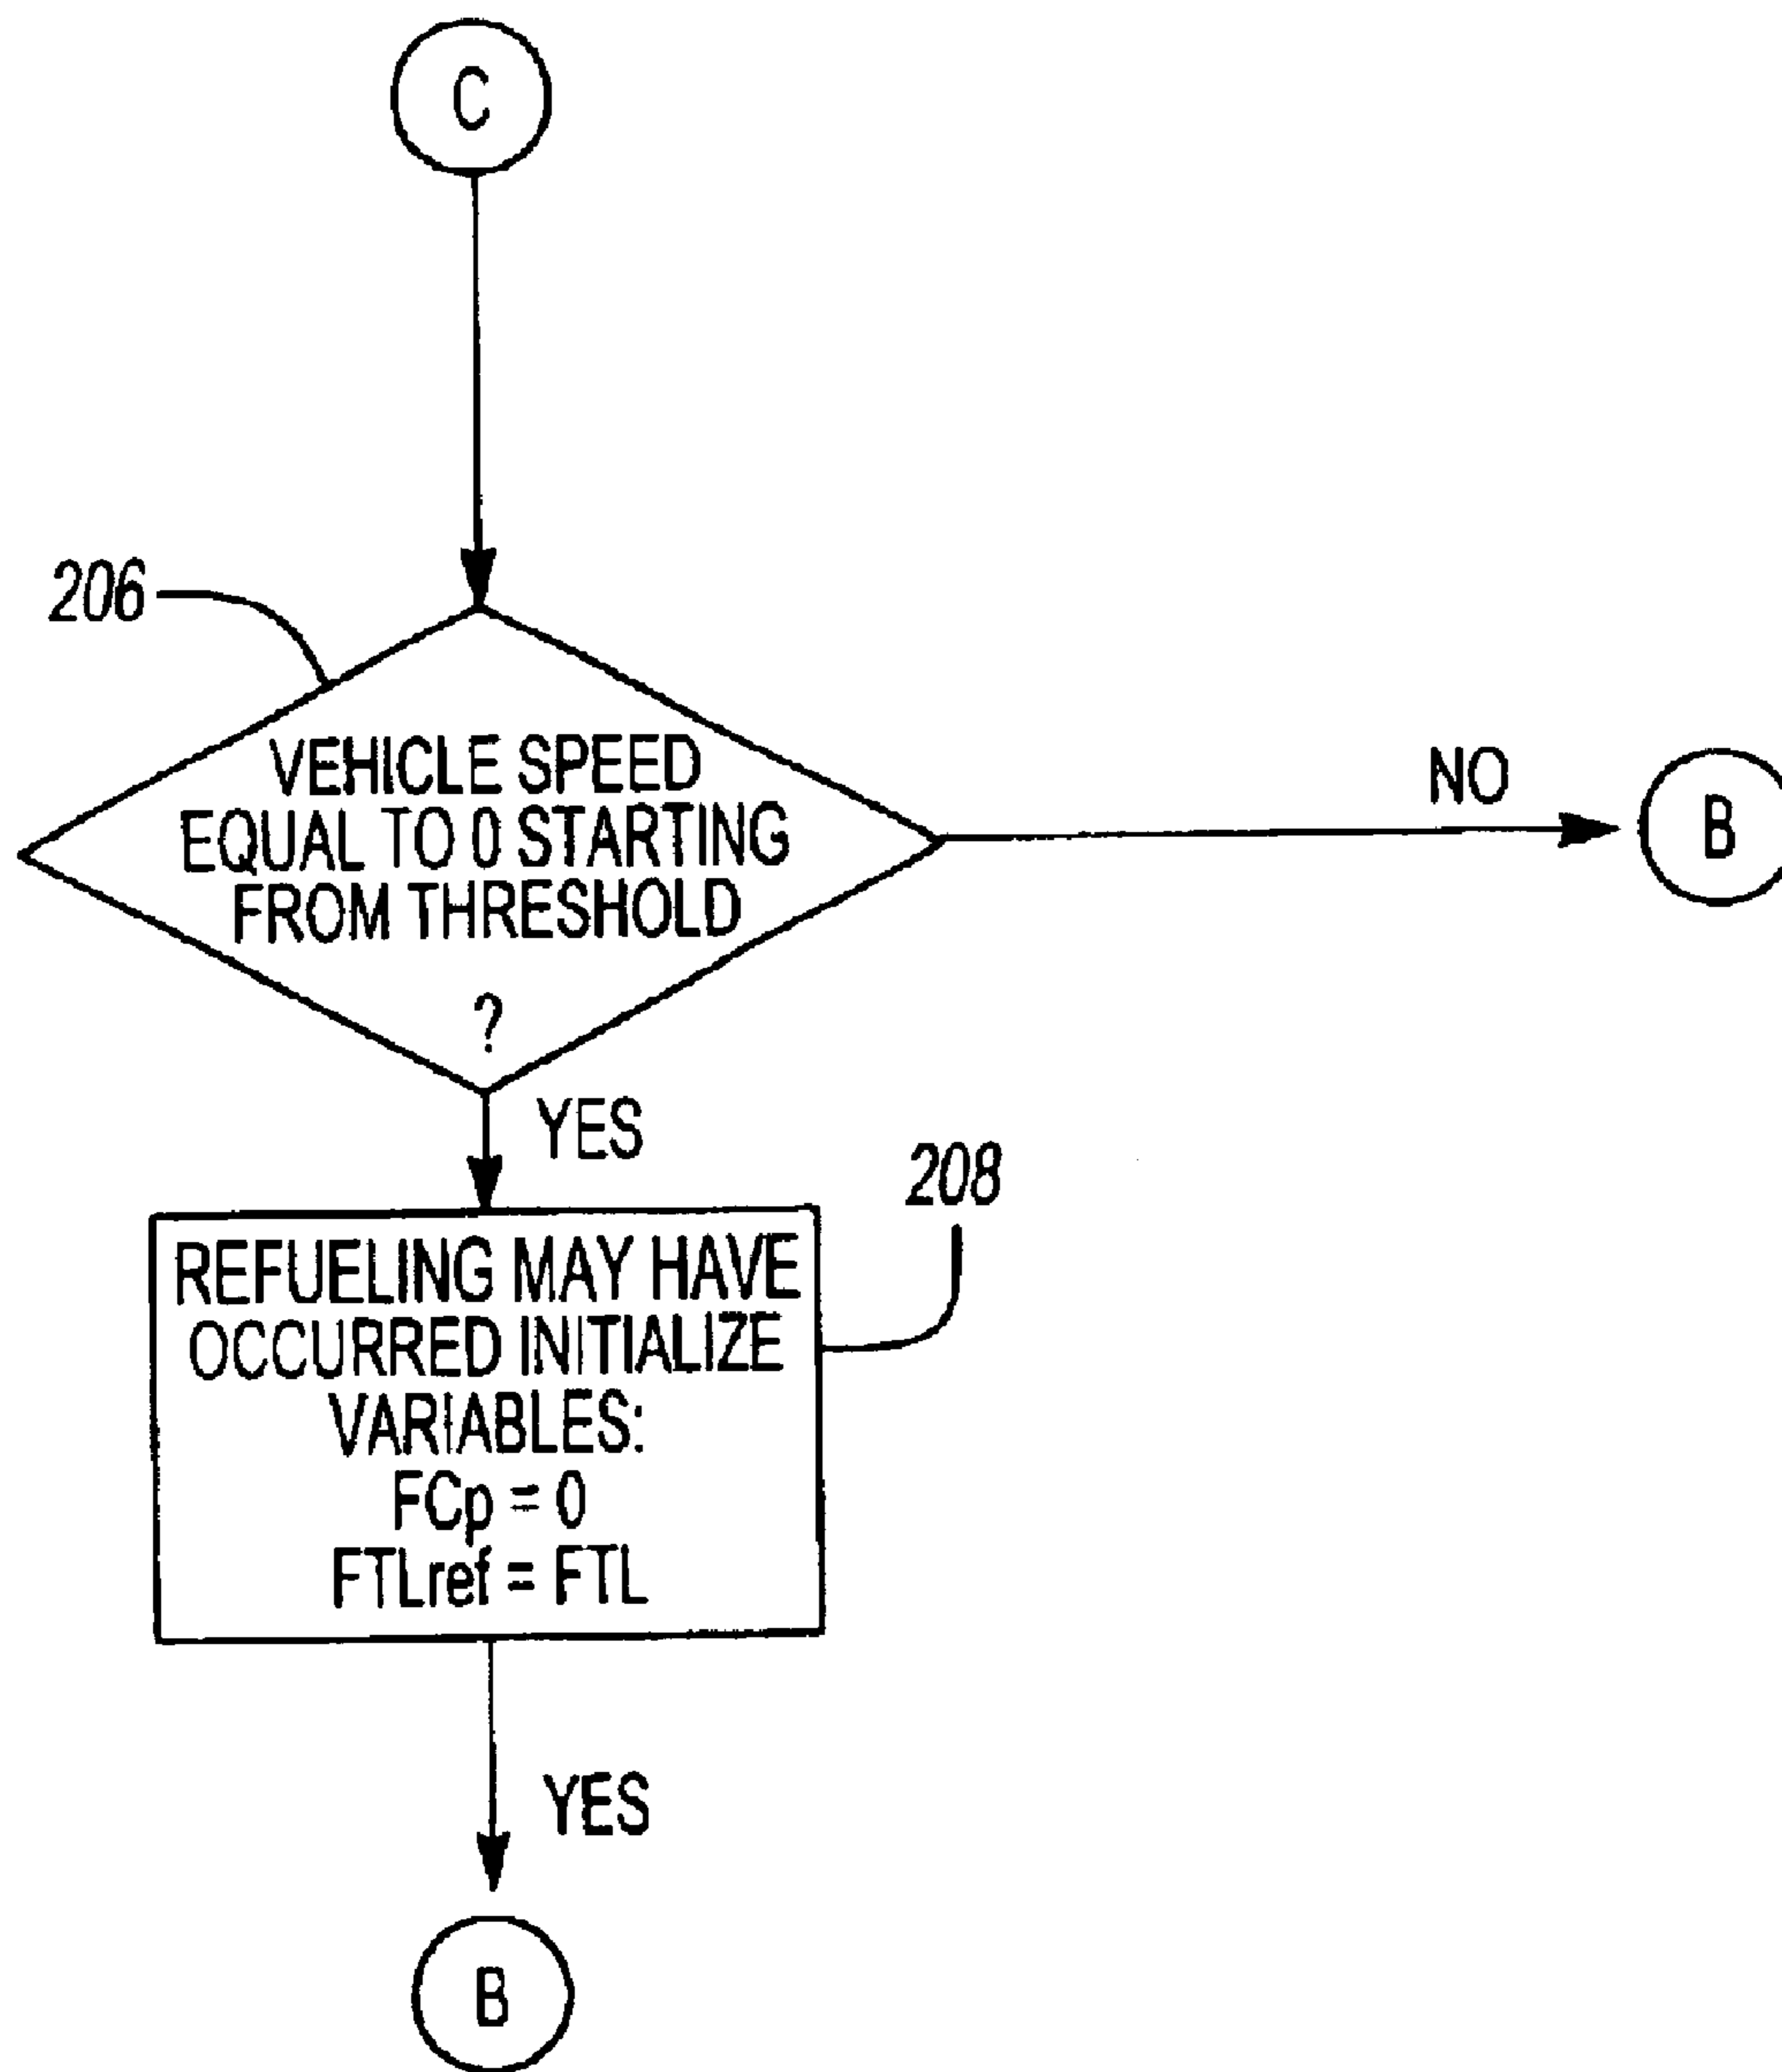 C
206
VEHICLE SPEED
EQUAL TO 0 STARTING
FROM THRESHOLD
?
NO
B
YES
208
REFUELING MAY HAVE
OCCURRED INITIALIZE
VARIABLES:
FCp = 0
FTLref = FTL
YES
B